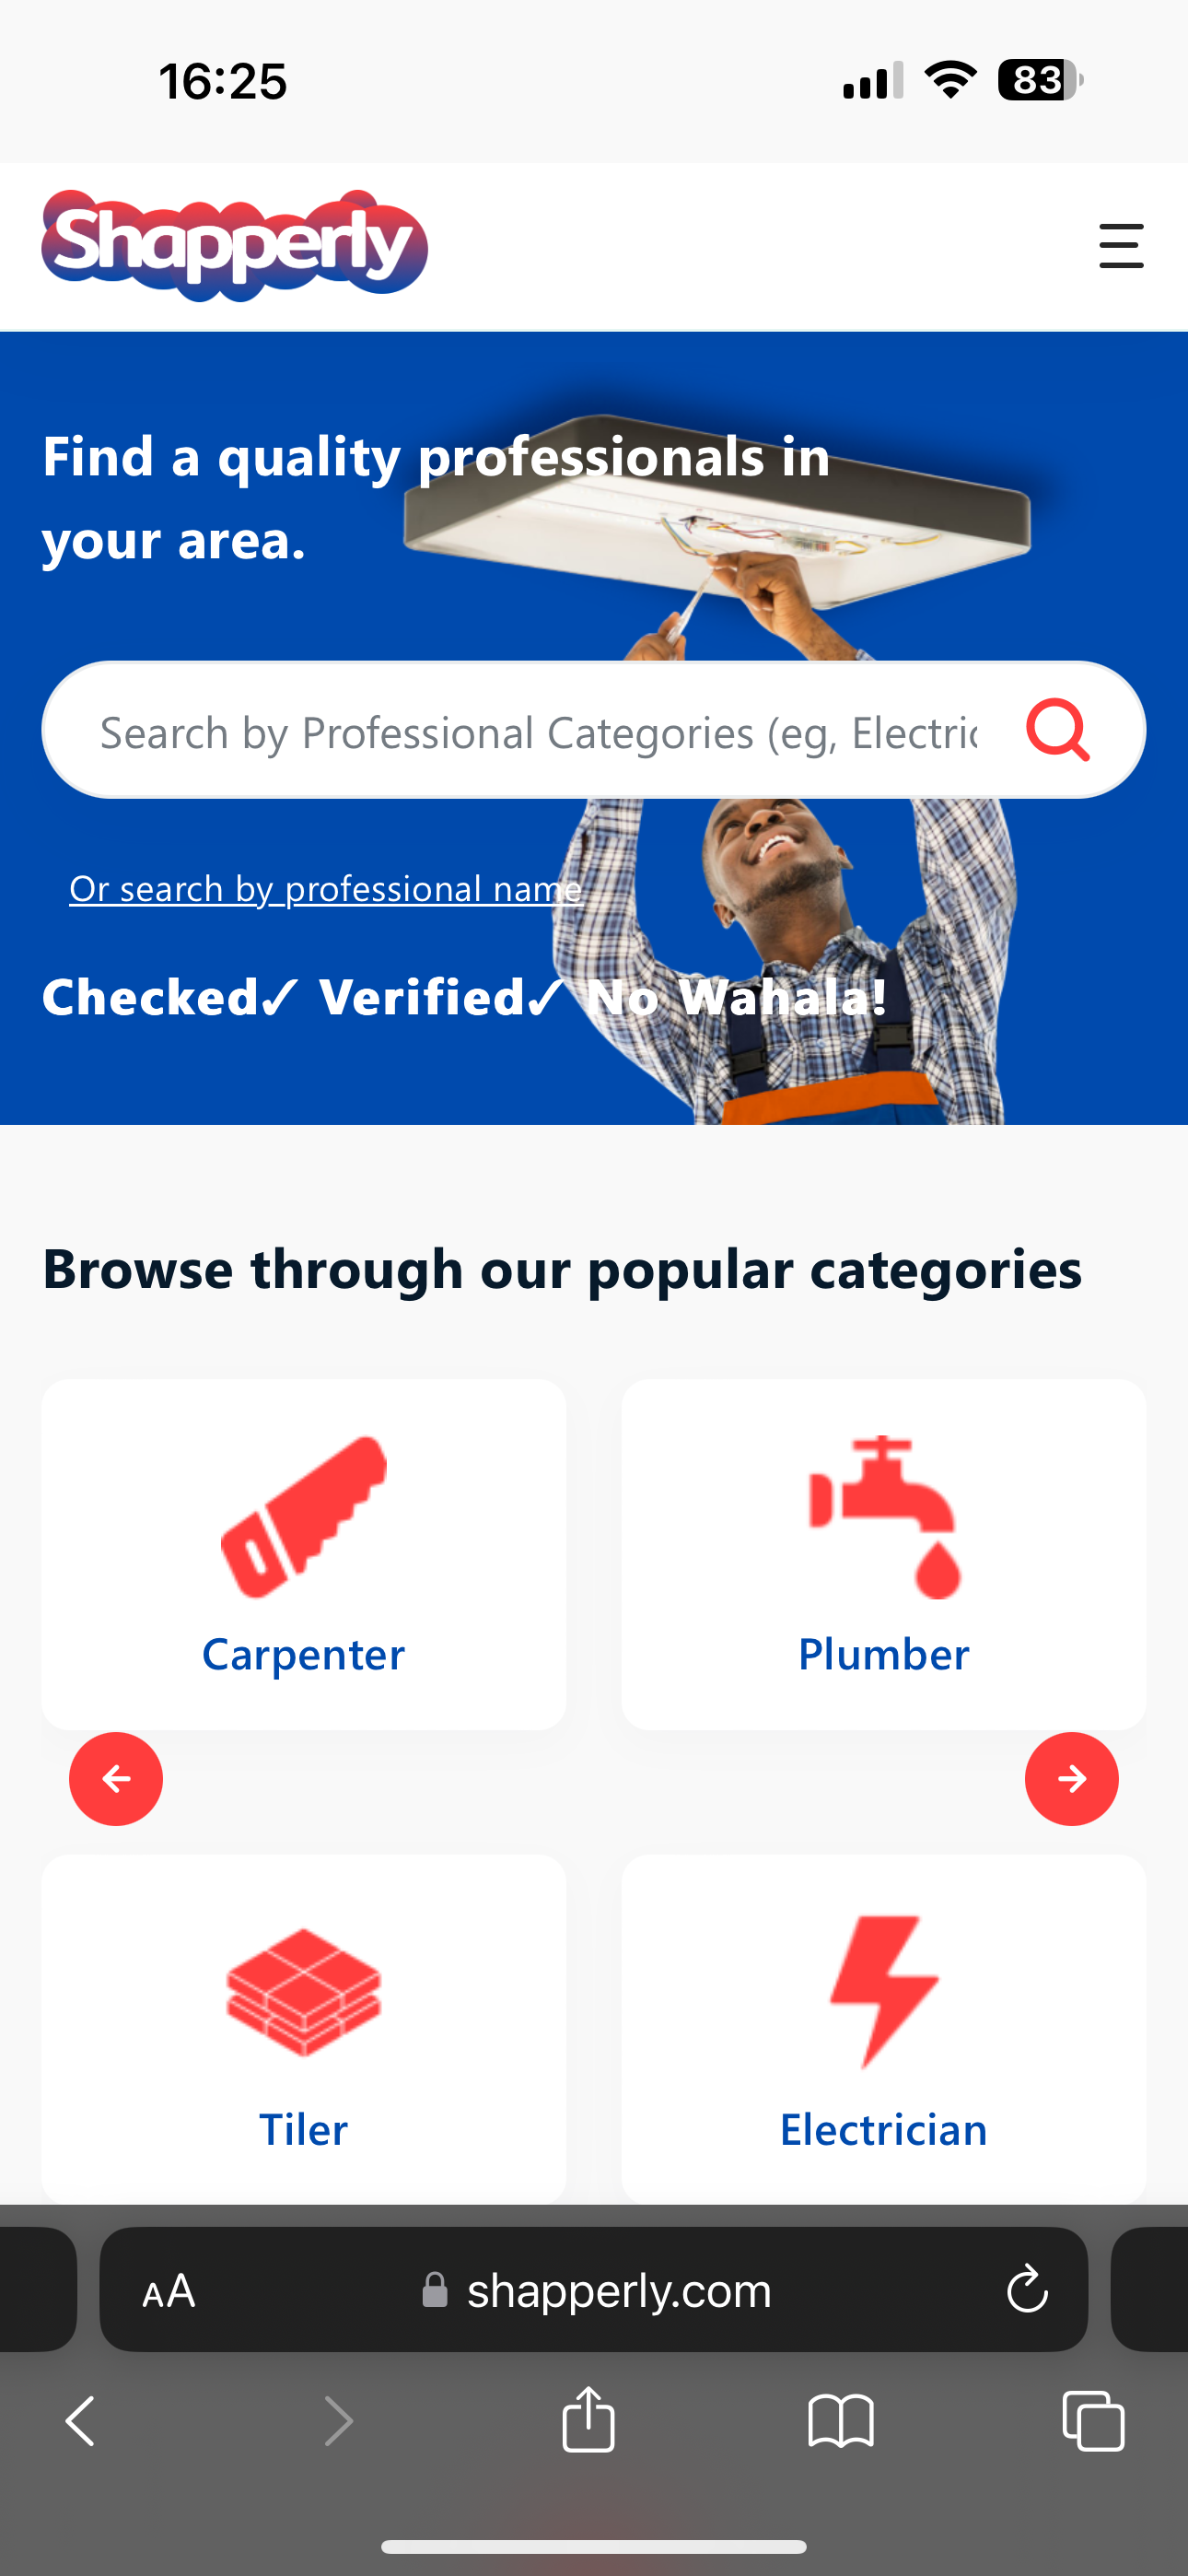 16:25
83
Shapperly
Find a quality professionals in
your area.
Search by Professional Categories (eg, Electric
Or search by professional name
Checked✓ Verified✓ No Wahala!
Browse through our popular categories
Carpenter
Plumber
Tiler
Electrician
AA
shapperly.com